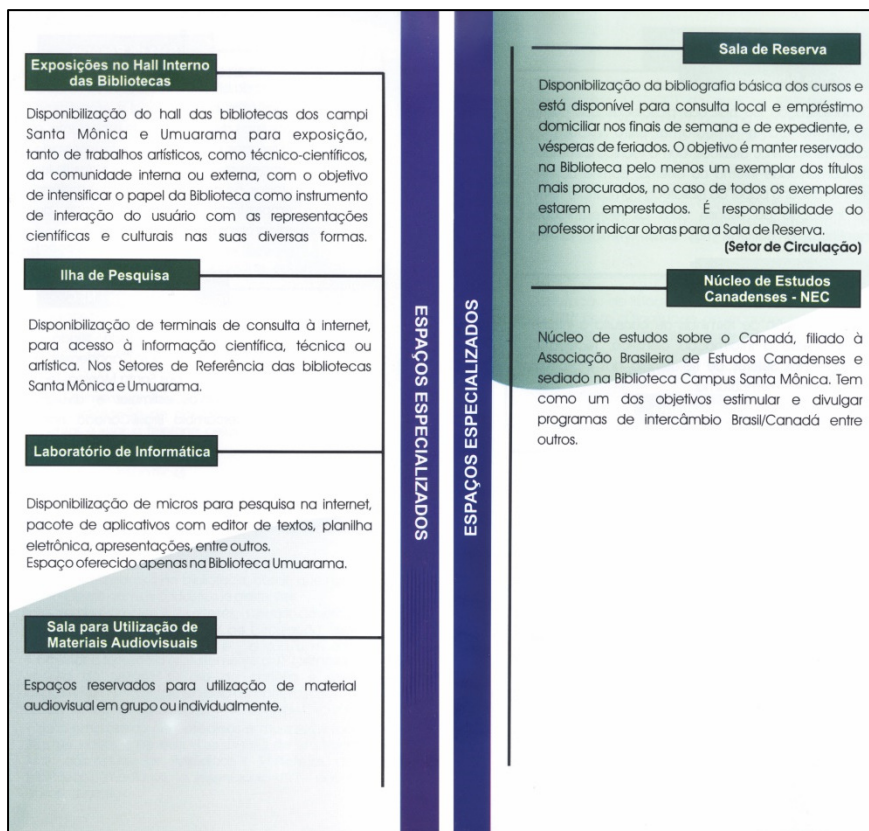 Exposições no Hall Interno
das Bibliotecas
Disponibilização do hall das bibliotecas dos campi
Santa Mônica e Umuarama para exposição,
tanto de trabalhos artísticos, como técnico-científicos,
da comunidade interna ou externa, com o objetivo
de intensificar o papel da Biblioteca como instrumento
de interação do usuário com as representações
científicas e culturais nas suas diversas formas.
Ilha de Pesquisa
Disponibilização de terminais de consulta à internet,
para acesso à informação científica, técnica ou
artística. Nos Setores de Referência das bibliotecas
Santa Mônica e Umuarama.
Laboratório de Informática
Disponibilização de micros para pesquisa na internet,
pacote de aplicativos com editor de textos, planilha
eletrônica, apresentações, entre outros.
Espaço oferecido apenas na Biblioteca Umuarama.
Sala para Utilização de
Materiais Audiovisuais
Espaços reservados para utilização de material
audiovisual em grupo ou individualmente.
ESPAÇOS ESPECIALIZADOS
ESPAÇOS ESPECIALIZADOS
Sala de Reserva
Disponibilização da bibliografia básica dos cursos e
está disponível para consulta local e empréstimo
domiciliar nos finais de semana e de expediente, e
vésperas de feriados. O objetivo é manter reservado
na Biblioteca pelo menos um exemplar dos títulos
mais procurados, no caso de todos os exemplares
estarem emprestados. É responsabilidade do
professor indicar obras para a Sala de Reserva.
(Setor de Circulação)
Núcleo de Estudos
Canadenses - NEC
Núcleo de estudos sobre o Canadá, filiado à
Associação Brasileira de Estudos Canadenses e
sediado na Biblioteca Campus Santa Mônica. Tem
como um dos objetivos estimular e divulgar
programas de intercâmbio Brasil/Canadá entre
outros.